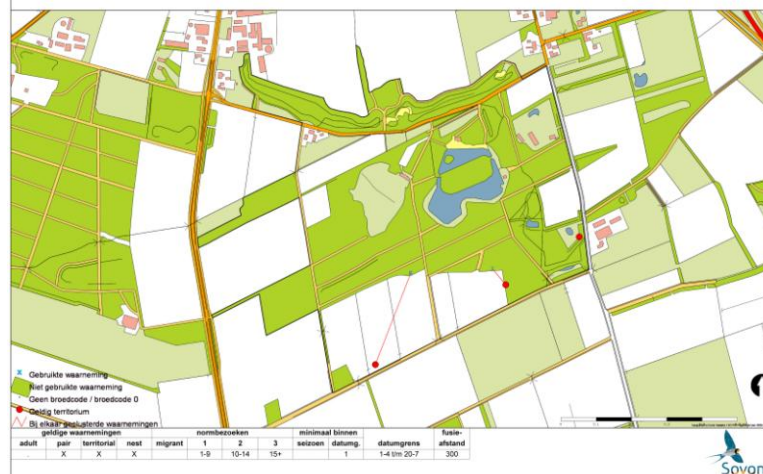 Gebruikte waarneming
Niet gebruikte waarneming
Geen broedcode / broedcode 0
Geldig territorium
Bij elkaar geclusterde waarnemingen
geldige waarnemingen normbezoeken minimaal binnen fusie-
adult pair territorial nest migrant 1 2 3 seizoen datumg. datumgrens afstand
. X X X 1-9 10-14 15+ 1 1-4 t/m 20-7 300
Sovon